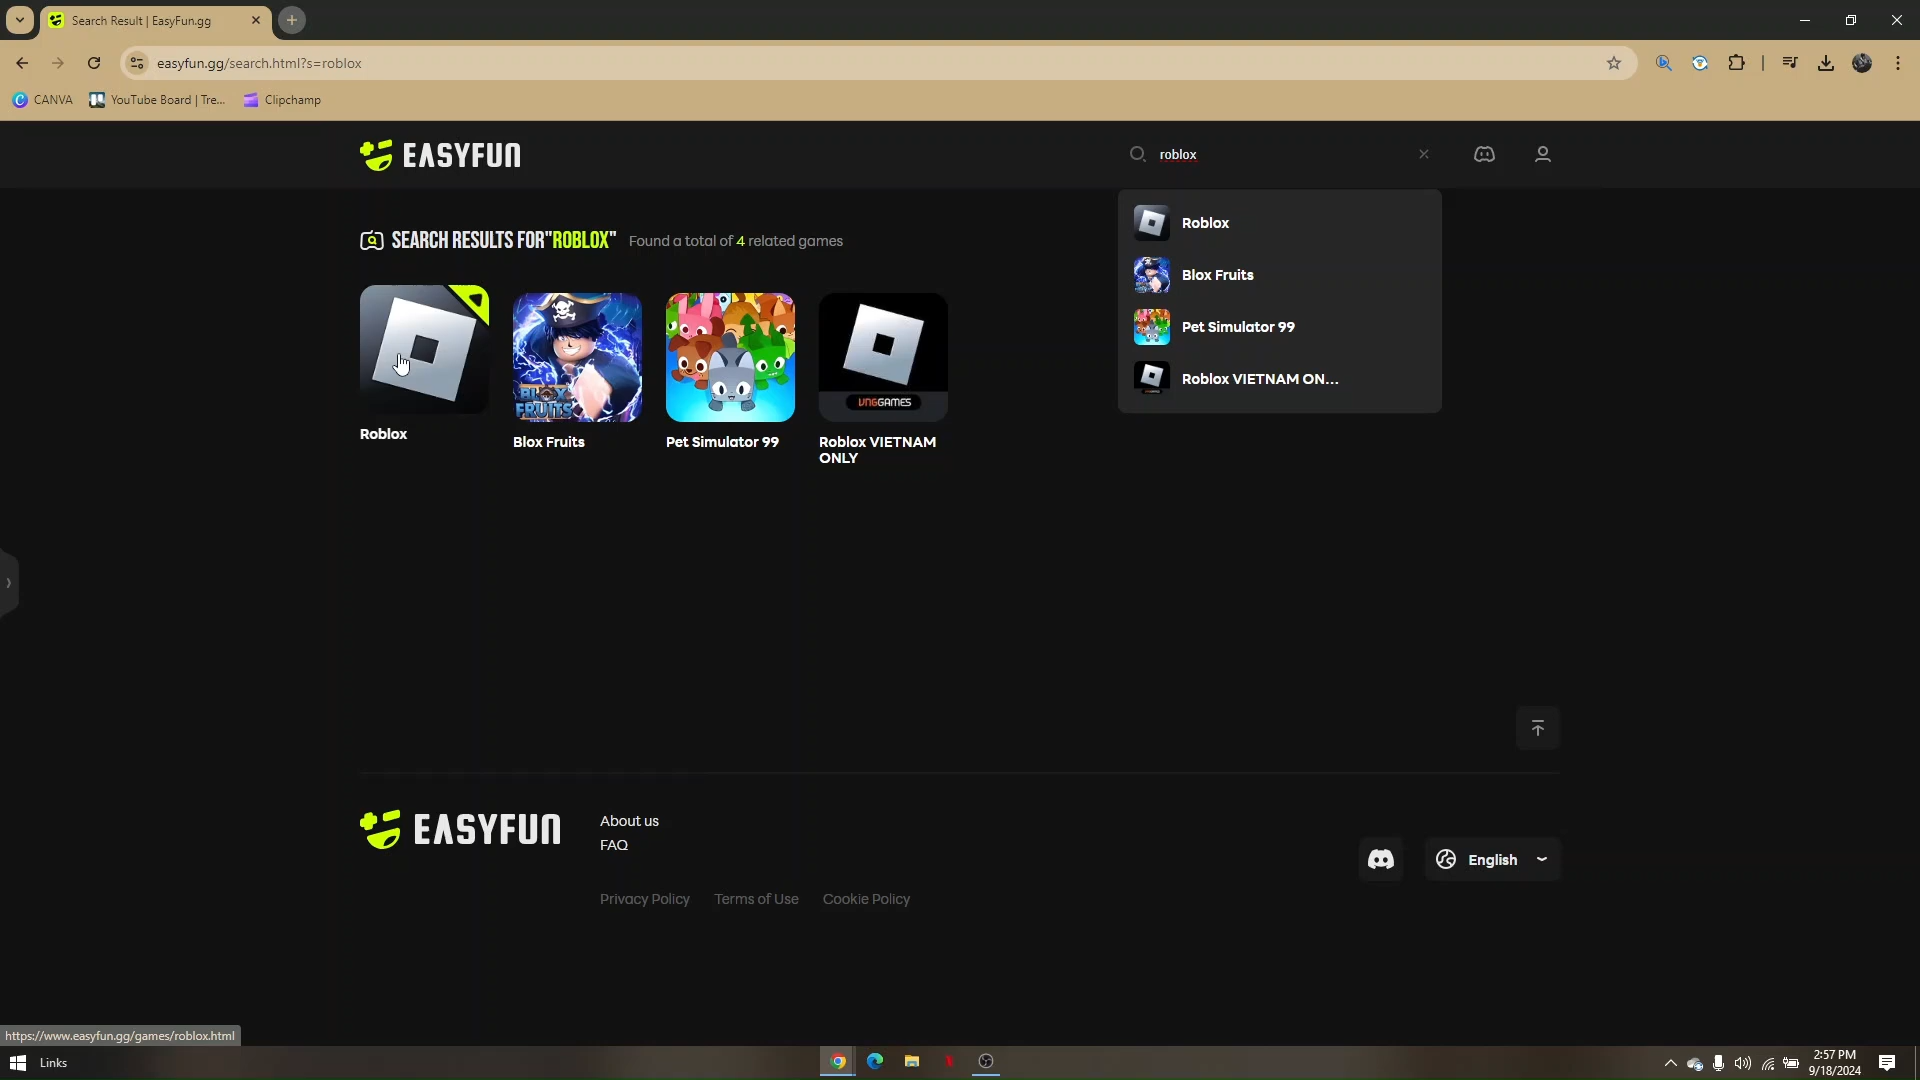 Search Result | EasyFun.gg
easyfun.gg/search.html?s=roblox
CANVA
YouTube Board | Tre...
Clipchamp
EASYFUN
roblox
SEARCH RESULTS FOR"ROBLOX"
Found a total of 4 related games
Roblox
Blox Fruits
Pet Simulator 99
Roblox VIETNAM ON...
BLOX
FRUITS
VNGGAMES
Roblox
Blox Fruits
Pet Simulator 99
Roblox VIETNAM
ONLY
EASYFUN
About us
FAQ
English
Privacy Policy
Terms of Use
Cookie Policy
https://www.easyfun.gg/games/roblox.html
Links
2:57 PM
9/18/2024